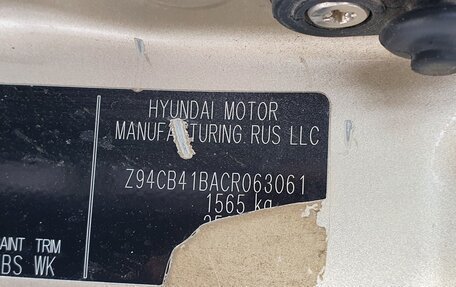 HYUNDAI MOTOR
MANUFACTURING RUS LLC
Z94CB41BACR063061
1565 kg
AINT TRIM
BS WK